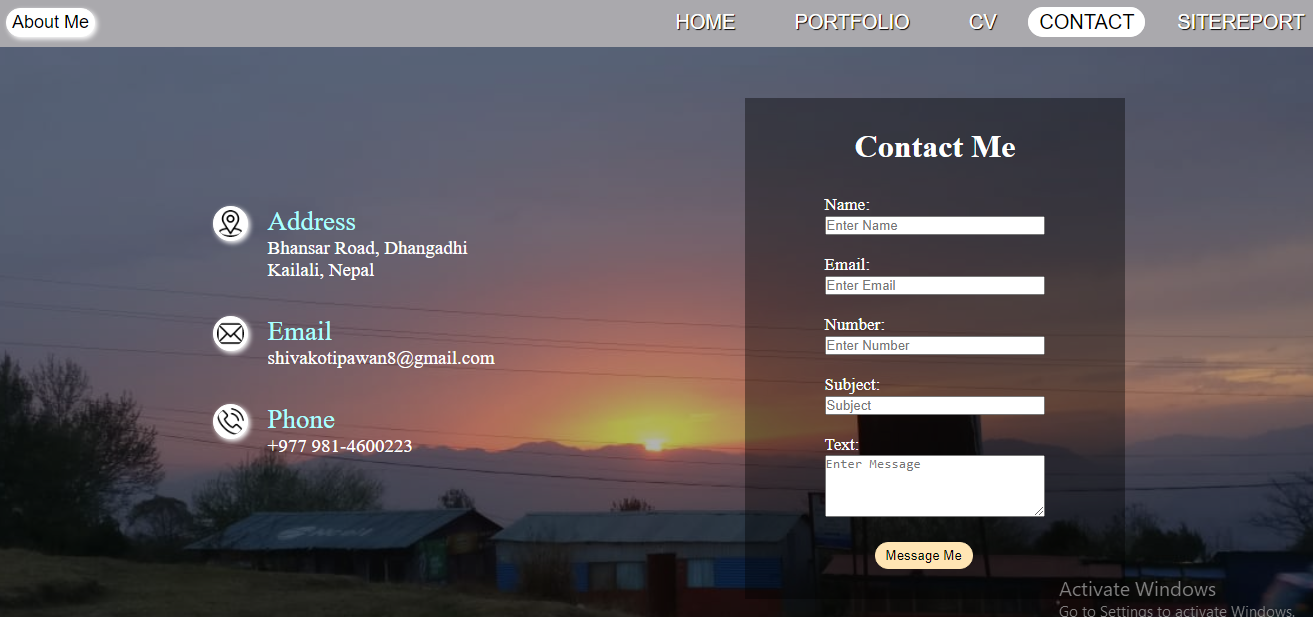 About Me
HOME
PORTFOLIO
CV
CONTACT
SITEREPORT
Address
Bhansar Road, Dhangadhi
Kailali, Nepal
Email
shivakotipawan8@gmail.com
Phone
+977 981-4600223
Contact Me
Name:
Enter Name
Email:
Enter Email
Number:
Enter Number
Subject:
Subject
Text:
Enter Message
Message Me
Activate Windows
Go to Settings to activate Windows.